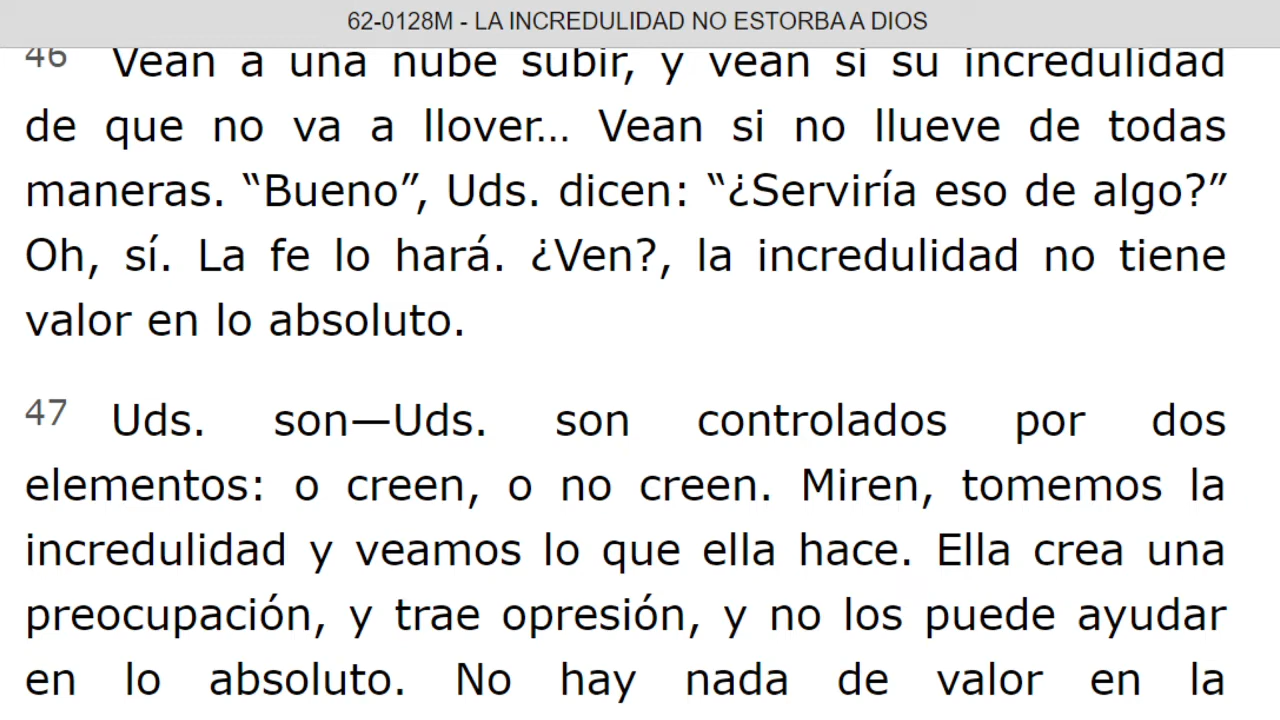 62-0128M - LA INCREDULIDAD NO ESTORBA A DIOS
46 Vean a una nube subir, y vean si su incredulidad
de que no va a llover... Vean si no llueve de todas
maneras. “Bueno”, Uds. dicen: “¿Serviría eso de algo?”
Oh, sí. La fe lo hará. ¿Ven?, la incredulidad no tiene
valor en lo absoluto.
47 Uds. son—Uds. son controlados por dos
elementos: o creen, o no creen. Miren, tomemos la
incredulidad y veamos lo que ella hace. Ella crea una
preocupación, y trae opresión, y no los puede ayudar
en lo absoluto. No hay nada de valor en la